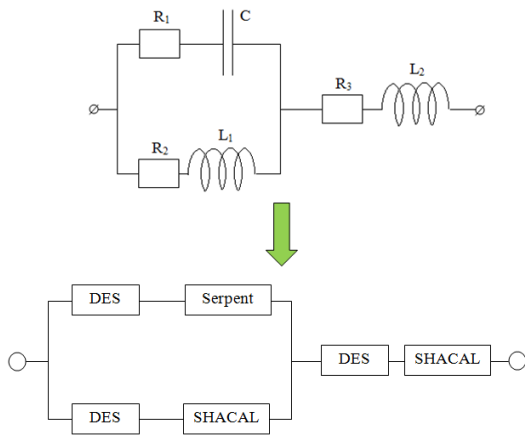 R₁ C
R₃ L₂
R₂ L₁
DES Serpent
DES SHACAL
DES SHACAL